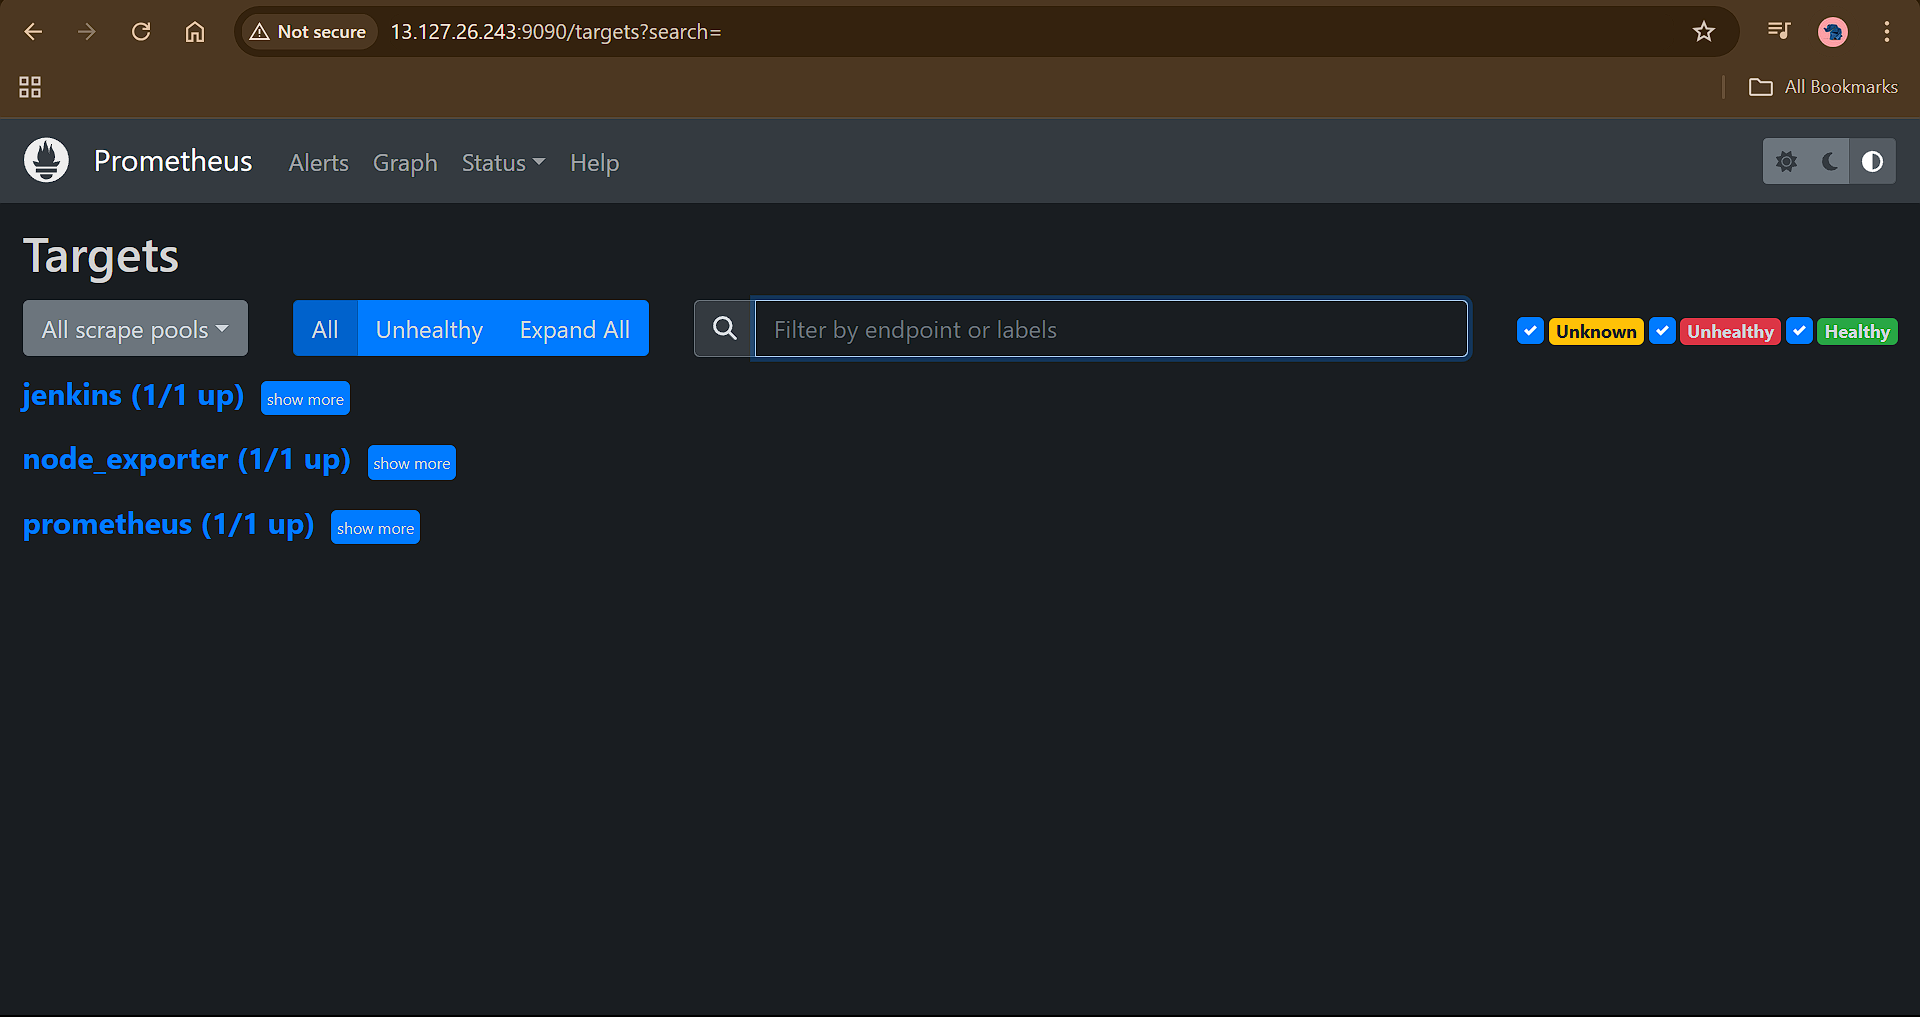 Not secure 13.127.26.243:9090/targets?search=
All Bookmarks
Prometheus Alerts Graph Status Help
Targets
All scrape pools All Unhealthy Expand All Filter by endpoint or labels Unknown Unhealthy Healthy
jenkins (1/1 up) show more
node_exporter (1/1 up) show more
prometheus (1/1 up) show more